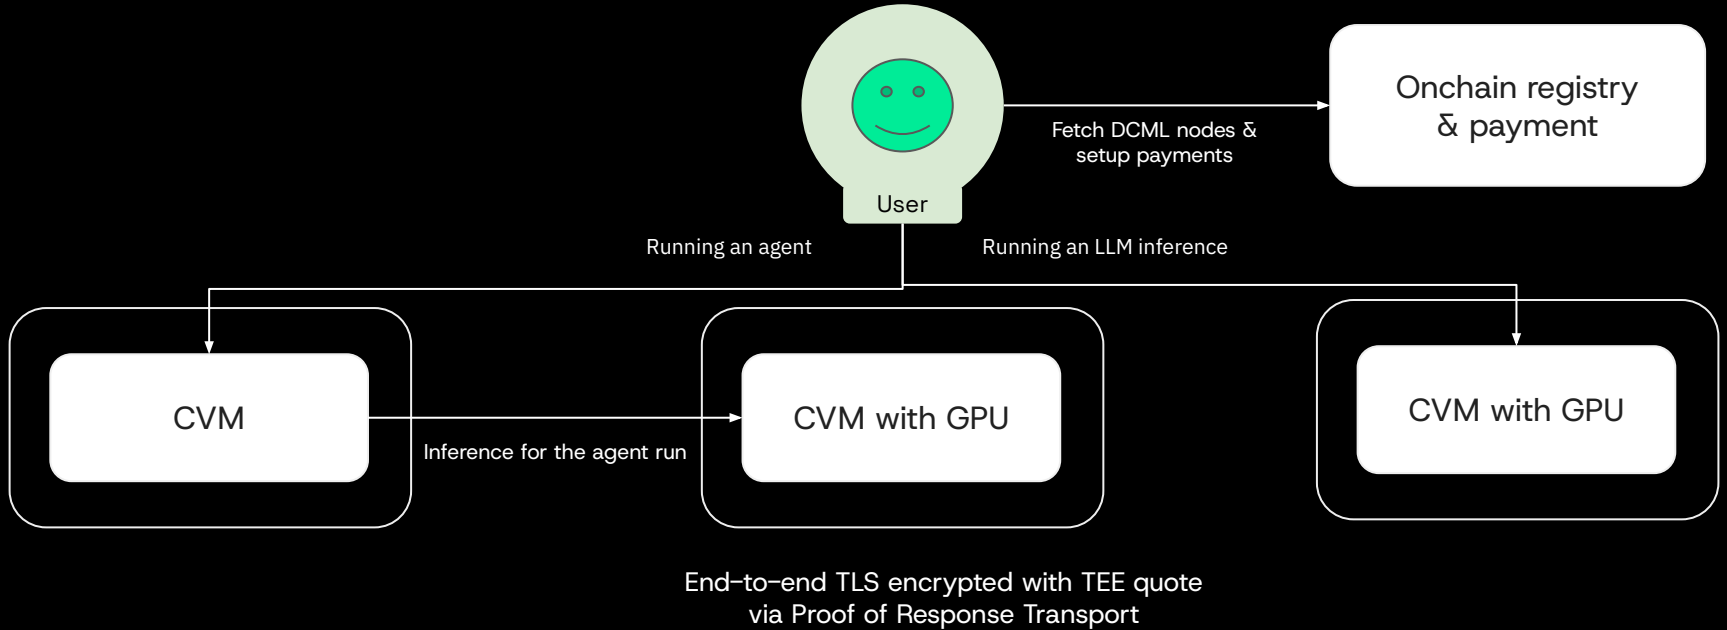 Onchain registry
& payment
Fetch DCML nodes &
setup payments
User
Running an agent
Running an LLM inference
CVM
Inference for the agent run
CVM with GPU
CVM with GPU
End-to-end TLS encrypted with TEE quote
via Proof of Response Transport